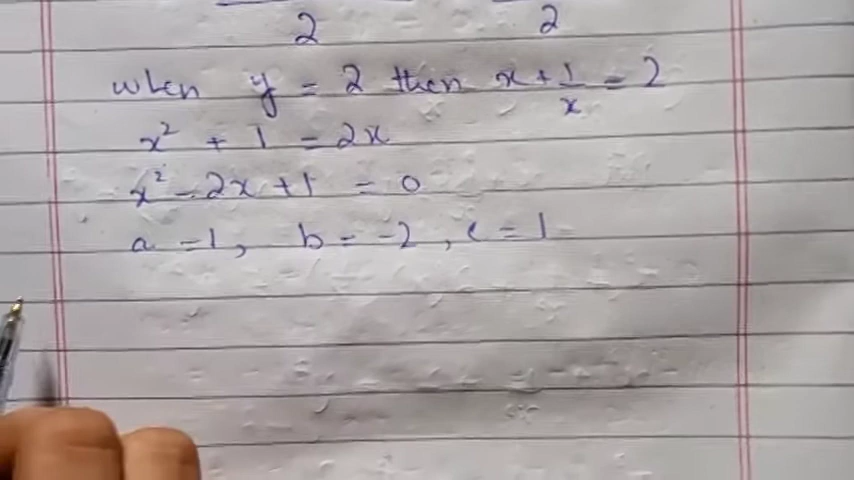 2 2
when y = 2 then x + 1/x = 2
x² + 1 = 2x
x² - 2x + 1 = 0
a = 1, b = -2, c = 1